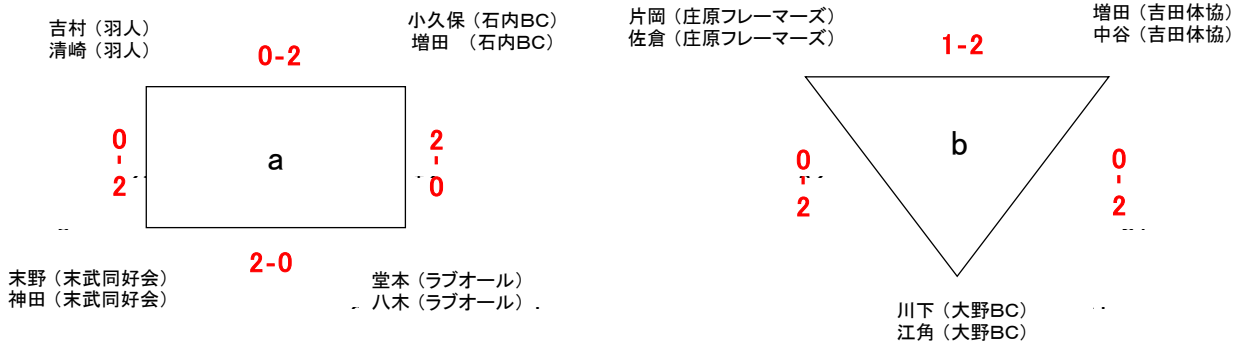 吉村（羽人）
清崎（羽人）
小久保（石内BC）
増田　（石内BC）
0-2
0
-
2
a
2
-
0
2-0
末野（末武同好会）
神田（末武同好会）
堂本（ラブオール）
八木（ラブオール）
片岡（庄原フレーマーズ）
佐倉（庄原フレーマーズ）
増田（吉田体協）
中谷（吉田体協）
1-2
0
-
2
b
0
-
2
川下（大野BC）
江角（大野BC）